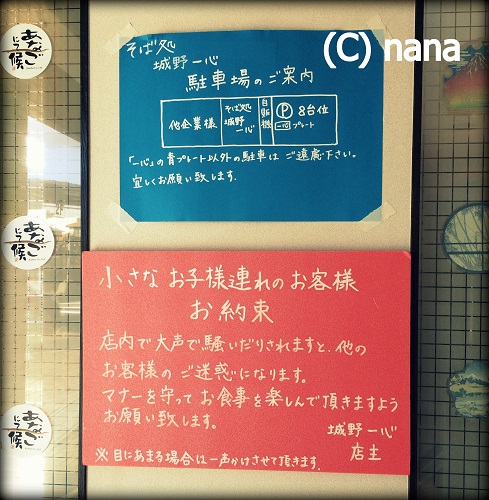 (C) nana
そば処
城野一心
駐車場のご案内
他企業様
そば処
城野
一心
自販機
Ⓟ 8台位
一心 プレート
「一心」の青プレート以外の駐車は ご遠慮下さい。
宜しくお願い致します.
小さな お子様連れのお客様
お約束
店内で大声で騒いだりされますと、他の
お客様の ご迷惑になります。
マナーを守って お食事を楽しんで頂きますよう
お願い致します。
城野 一心
店主
※目にあまる場合は一声かけさせて頂きます.
あなご
につ候
あなご
につ候
あなご
につ候